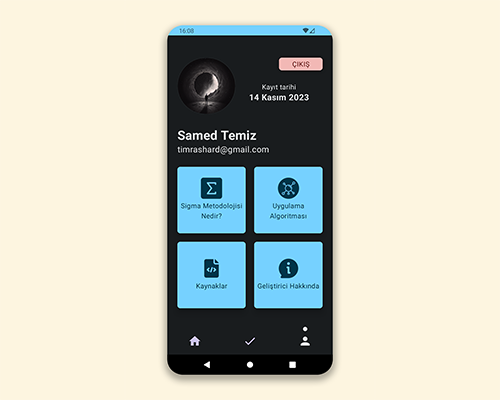 16:08
ÇIKIŞ
Kayıt tarihi
14 Kasım 2023
Samed Temiz
timrashard@gmail.com
Sigma Metodolojisi
Nedir?
Uygulama
Algoritması
Kaynaklar
Geliştirici Hakkında